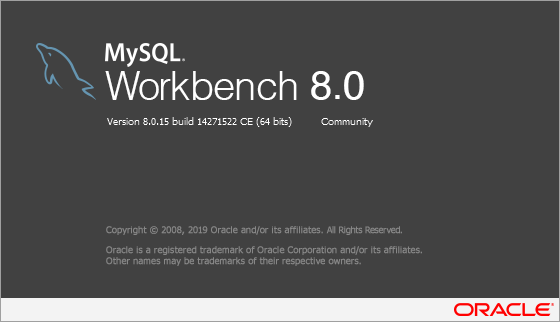 MySQL®
Workbench 8.0
Version 8.0.15 build 14271522 CE (64 bits) Community
Copyright © 2008, 2019 Oracle and/or its affiliates. All Rights Reserved.
Oracle is a registered trademark of Oracle Corporation and/or its affiliates.
Other names may be trademarks of their respective owners.
ORACLE®